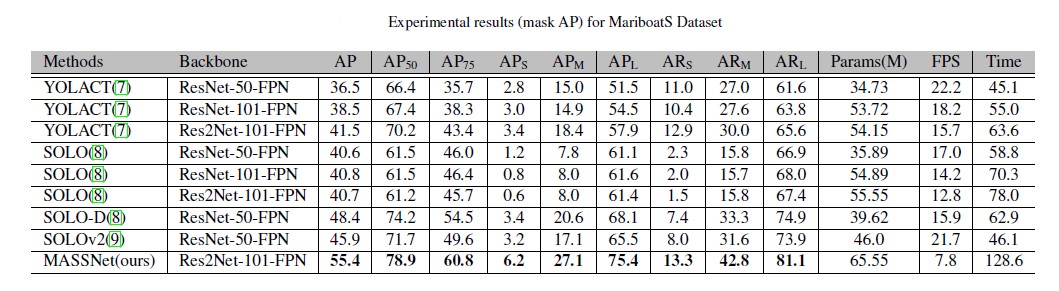 Experimental results (mask AP) for MariboatS Dataset
Methods Backbone AP AP50 AP75 APS APM APL ARS ARM ARL Params(M) FPS Time
YOLACT(7) ResNet-50-FPN 36.5 66.4 35.7 2.8 15.0 51.5 11.0 27.0 61.6 34.73 22.2 45.1
YOLACT(7) ResNet-101-FPN 38.5 67.4 38.3 3.0 14.9 54.5 10.4 27.6 63.8 53.72 18.2 55.0
YOLACT(7) Res2Net-101-FPN 41.5 70.2 43.4 3.4 18.4 57.9 12.9 30.0 65.6 54.15 15.7 63.6
SOLO(8) ResNet-50-FPN 40.6 61.5 46.0 1.2 7.8 61.1 2.3 15.8 66.9 35.89 17.0 58.8
SOLO(8) ResNet-101-FPN 40.8 61.5 46.4 0.8 8.0 61.6 2.0 15.7 68.0 54.89 14.2 70.3
SOLO(8) Res2Net-101-FPN 40.7 61.2 45.7 0.6 8.0 61.4 1.5 15.8 67.4 55.55 12.8 78.0
SOLO-D(8) ResNet-50-FPN 48.4 74.2 54.5 3.4 20.6 68.1 7.4 33.3 74.9 39.62 15.9 62.9
SOLOv2(9) ResNet-50-FPN 45.9 71.7 49.6 3.2 17.1 65.5 8.0 31.6 73.9 46.0 21.7 46.1
MASSNet(ours) Res2Net-101-FPN 55.4 78.9 60.8 6.2 27.1 75.4 13.3 42.8 81.1 65.55 7.8 128.6